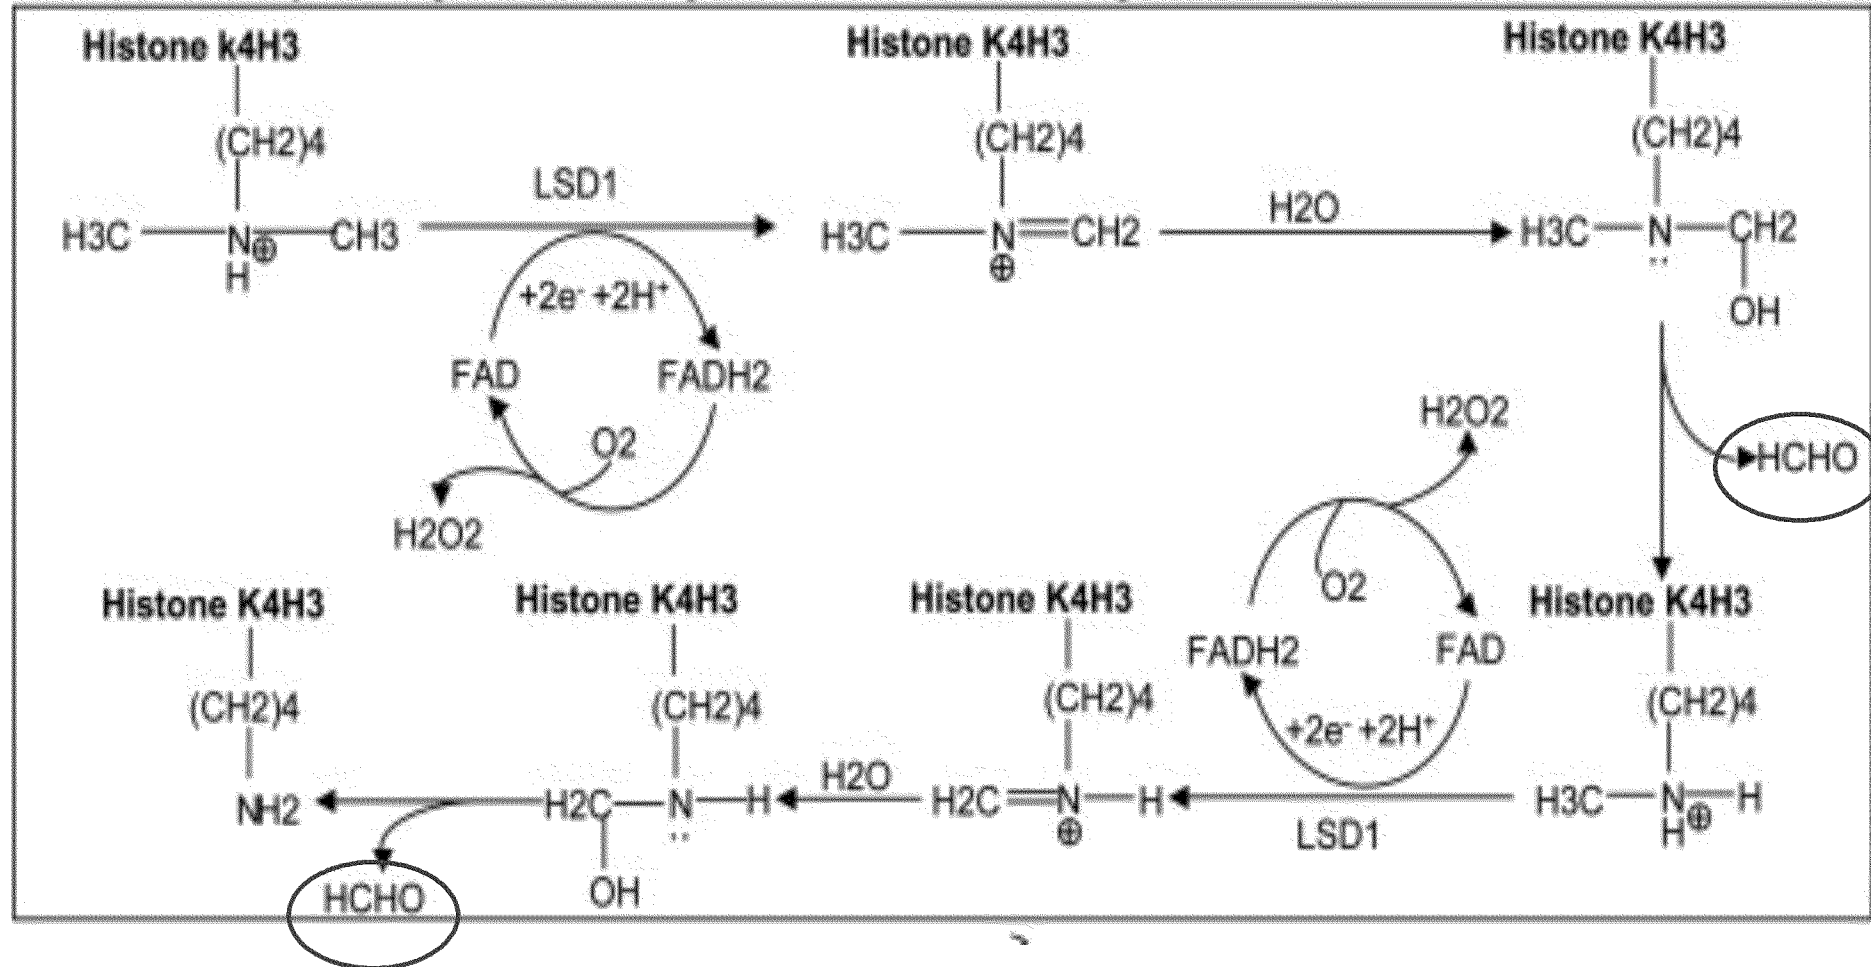 Histone k4H3
Histone K4H3
Histone K4H3
(CH2)4
(CH2)4
(CH2)4
LSD1
H2O
H3C N⊕ CH3
H
H3C N CH2
⊕
H3C N CH2
..
OH
+2e- +2H+
FAD FADH2
O2
H2O2
H2O2
HCHO
O2
FADH2 FAD
+2e- +2H+
LSD1
Histone K4H3
Histone K4H3
Histone K4H3
Histone K4H3
(CH2)4
(CH2)4
(CH2)4
(CH2)4
NH2
H2C N H
..
OH
H2O
H2C N H
⊕
H3C N H
H⊕
HCHO